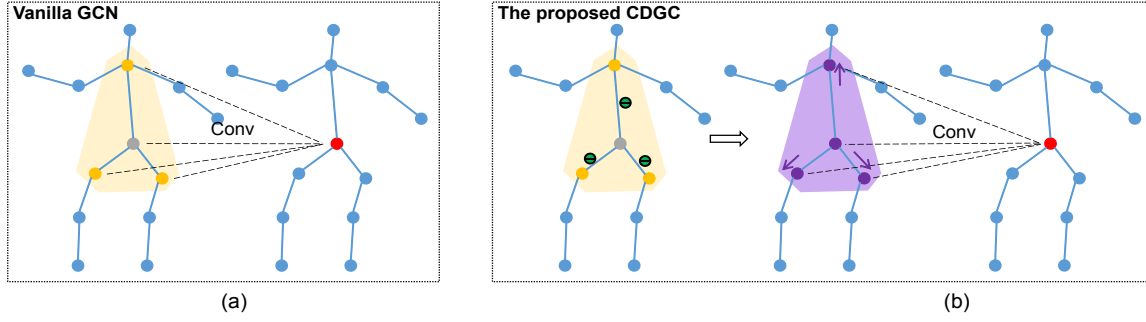 Vanilla GCN
Conv
(a)
The proposed CDGC
Conv
(b)